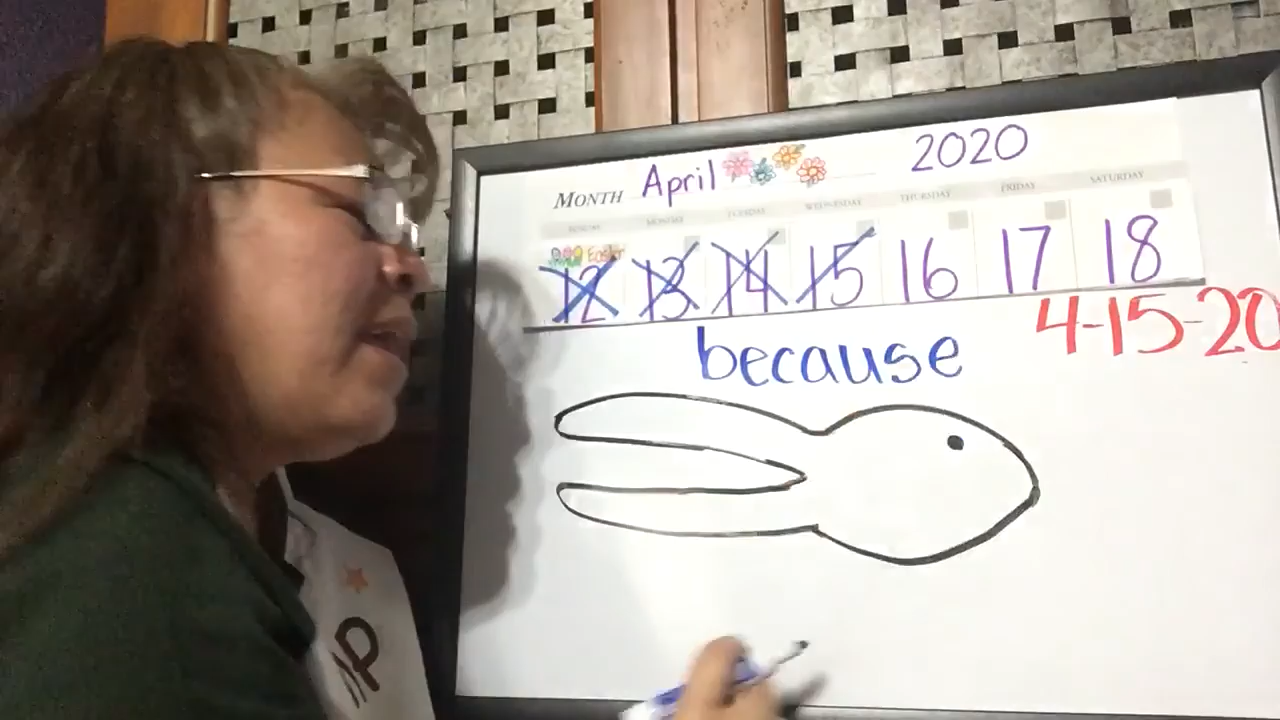 MONTH April 2020
SUNDAY MONDAY TUESDAY WEDNESDAY THURSDAY FRIDAY SATURDAY
Easter
12 13 14 15 16 17 18
4-15-20
because